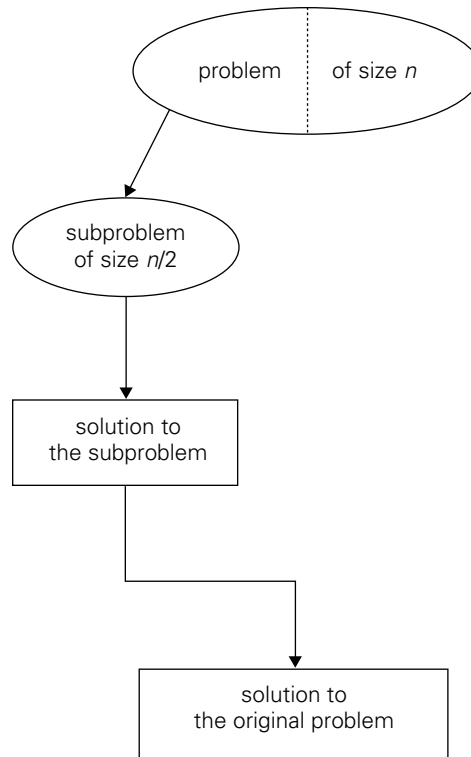 problem of size n
subproblem
of size n/2
solution to
the subproblem
solution to
the original problem